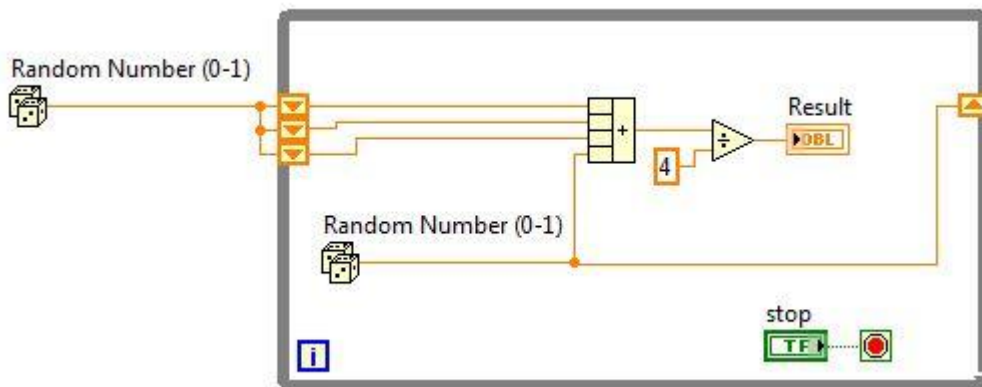 Random Number (0-1)
Result
DBL
4
Random Number (0-1)
stop
TF
i